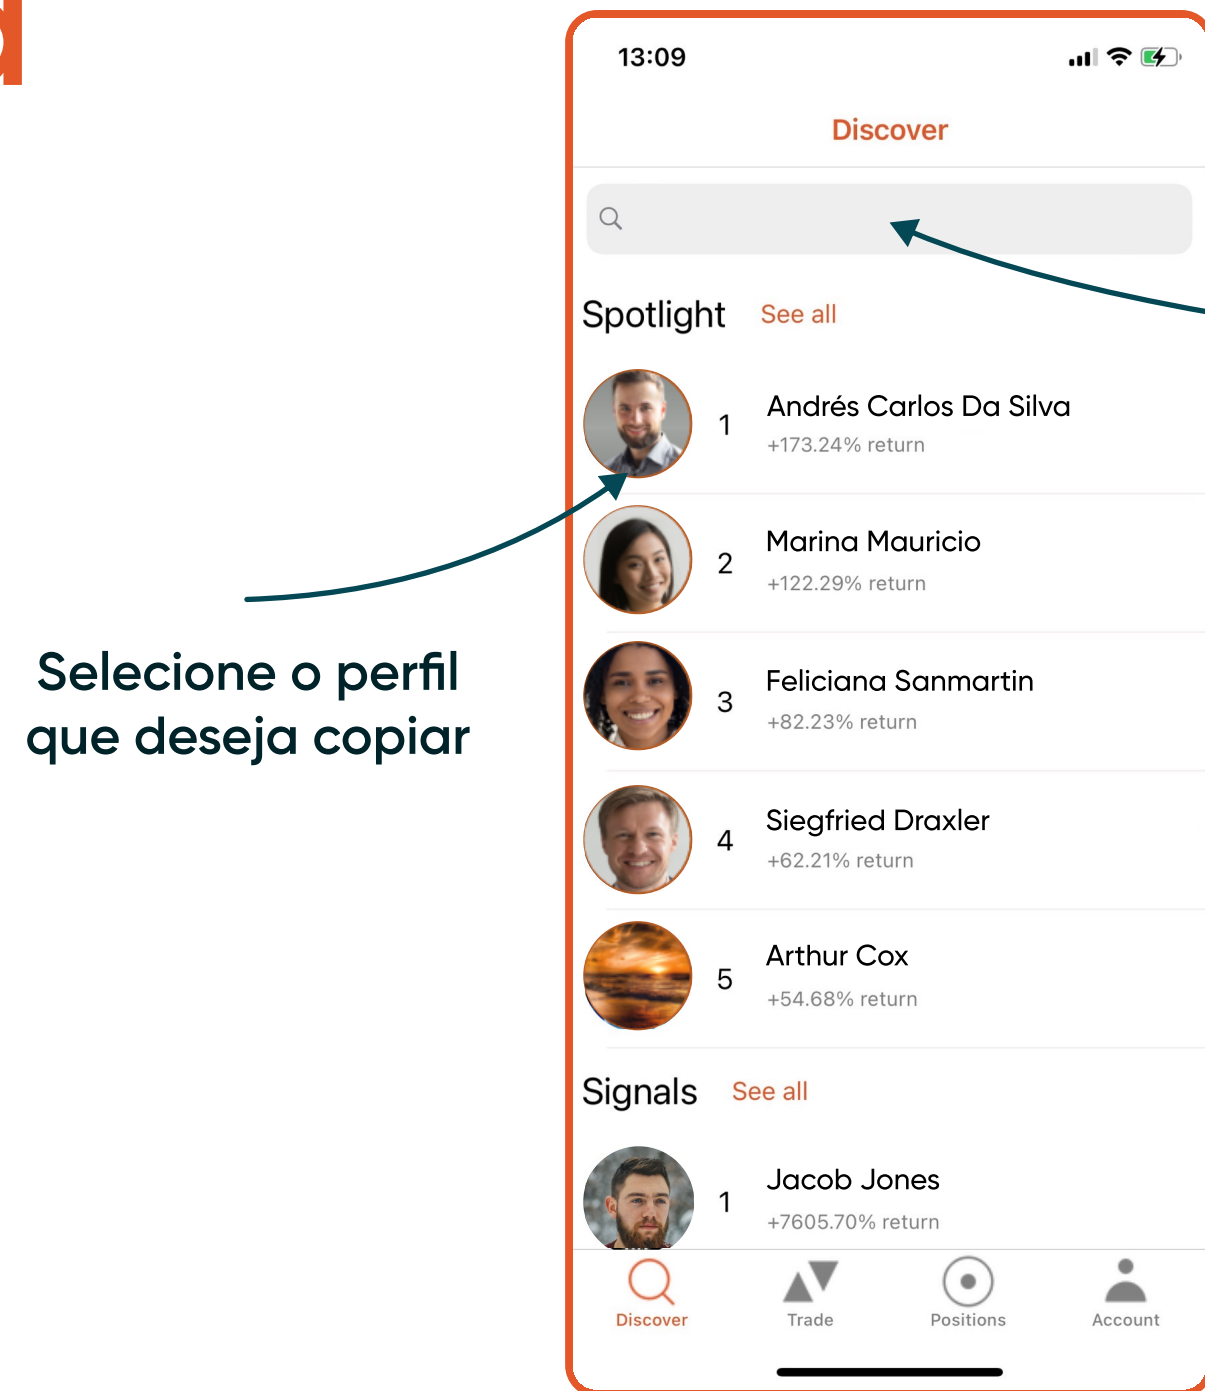 13:09
Discover
Spotlight See all
1 Andrés Carlos Da Silva
+173.24% return
2 Marina Mauricio
+122.29% return
3 Feliciana Sanmartin
+82.23% return
4 Siegfried Draxler
+62.21% return
5 Arthur Cox
+54.68% return
Signals See all
1 Jacob Jones
+7605.70% return
Discover Trade Positions Account
Selecione o perfil
que deseja copiar